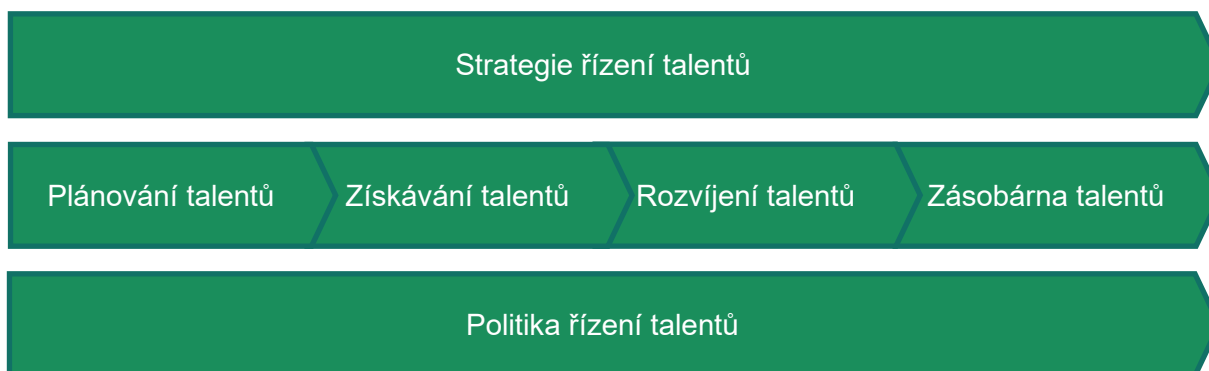 Strategie řízení talentů
Plánování talentů
Získávání talentů
Rozvíjení talentů
Zásobárna talentů
Politika řízení talentů